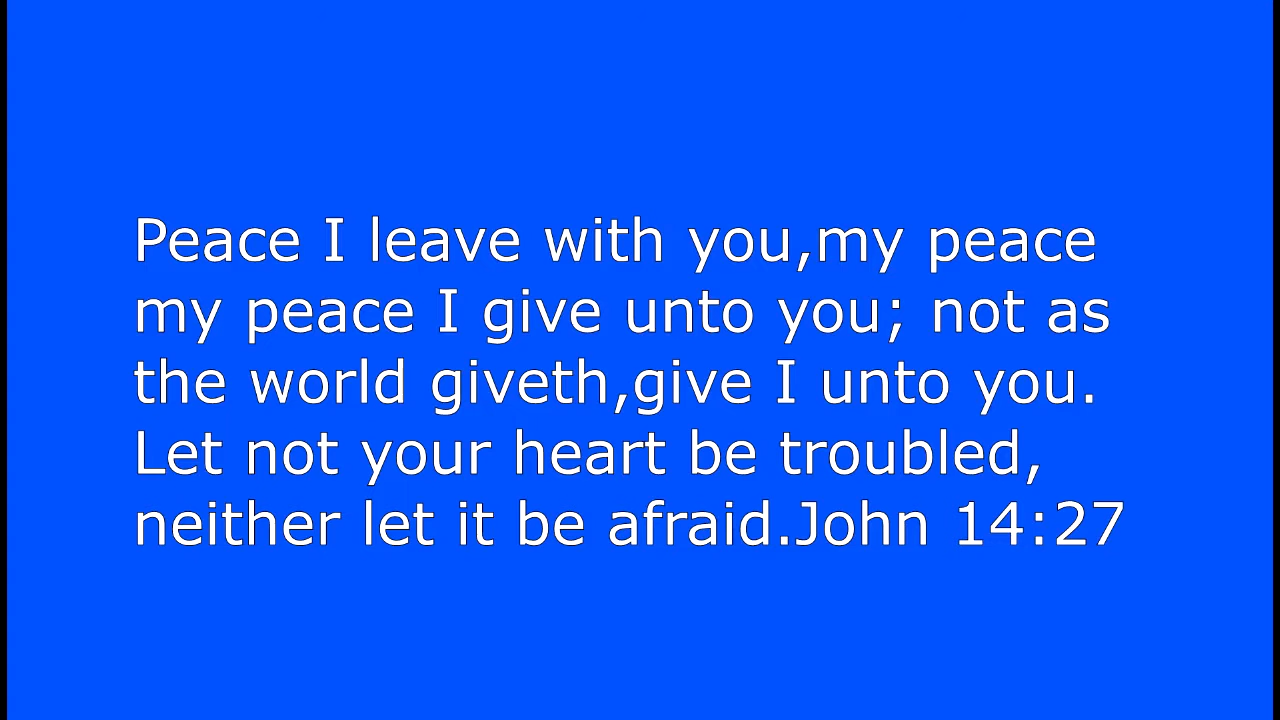 Peace I leave with you,my peace
my peace I give unto you; not as
the world giveth,give I unto you.
Let not your heart be troubled,
neither let it be afraid.John 14:27